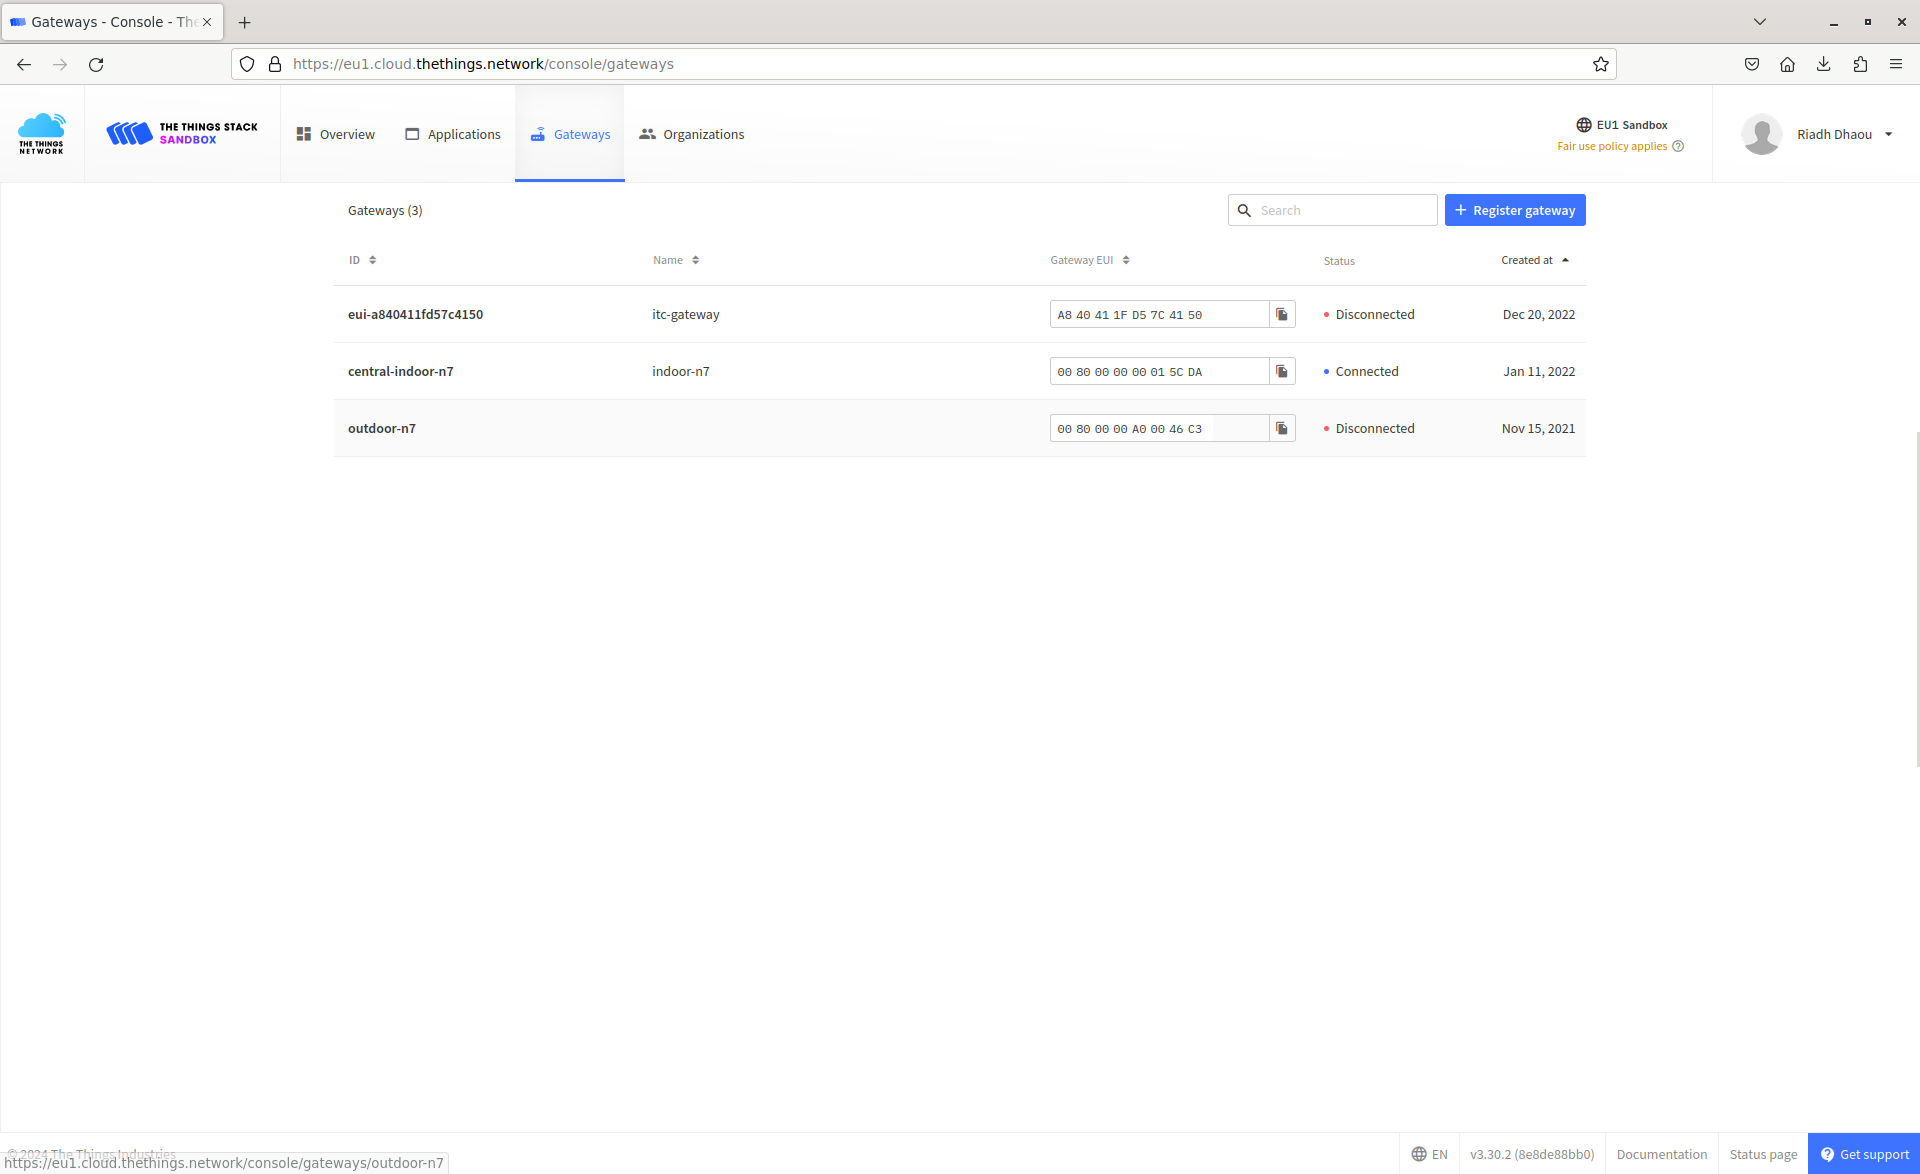 Gateways - Console - The
https://eu1.cloud.thethings.network/console/gateways
THE THINGS
NETWORK
THE THINGS STACK
SANDBOX
Overview
Applications
Gateways
Organizations
EU1 Sandbox
Fair use policy applies
Riadh Dhaou
Gateways (3)
Search
+ Register gateway
ID Name Gateway EUI Status Created at
eui-a840411fd57c4150 itc-gateway A8 40 41 1F D5 7C 41 50 Disconnected Dec 20, 2022
central-indoor-n7 indoor-n7 00 80 00 00 00 01 5C DA Connected Jan 11, 2022
outdoor-n7 00 80 00 00 A0 00 46 C3 Disconnected Nov 15, 2021
© 2024 The Things Industries
https://eu1.cloud.thethings.network/console/gateways/outdoor-n7
EN
v3.30.2 (8e8de88bb0)
Documentation
Status page
Get support